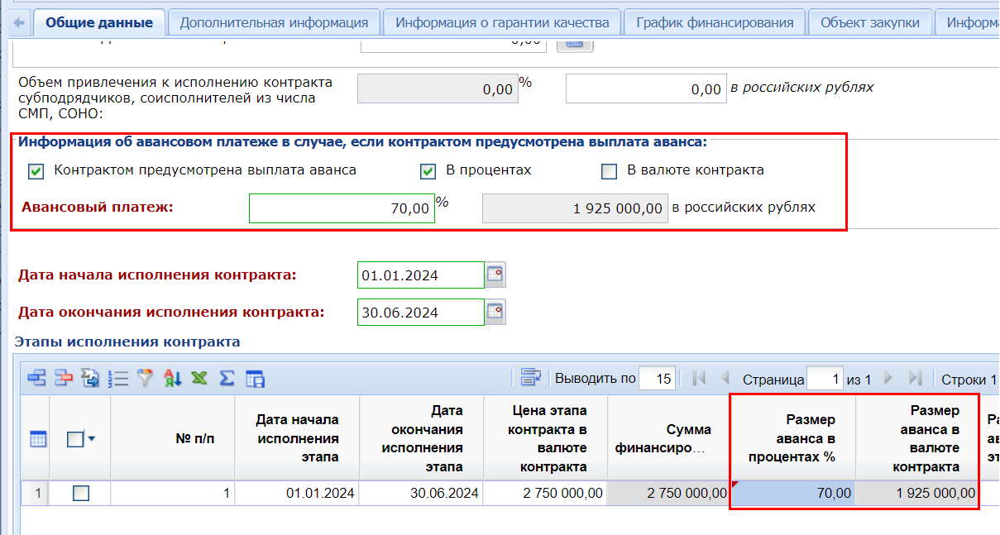 Общие данные
Дополнительная информация
Информация о гарантии качества
График финансирования
Объект закупки
Информа
0,00
Объем привлечения к исполнению контракта
субподрядчиков, соисполнителей из числа
СМП, СОНО:
0,00 %
0,00 в российских рублях
Информация об авансовом платеже в случае, если контрактом предусмотрена выплата аванса:
Контрактом предусмотрена выплата аванса
В процентах
В валюте контракта
Авансовый платеж:
70,00 %
1 925 000,00 в российских рублях
Дата начала исполнения контракта:
01.01.2024
Дата окончания исполнения контракта:
30.06.2024
Этапы исполнения контракта
Выводить по 15
Страница 1 из 1
Строки 1
№ п/п
Дата начала
исполнения
этапа
Дата
окончания
исполнения
этапа
Цена этапа
контракта в
валюте
контракта
Сумма
финансиро...
Размер
аванса в
процентах %
Размер
аванса в
валюте
контракта
Ра
ав
эт
1
1
01.01.2024
30.06.2024
2 750 000,00
2 750 000,00
70,00
1 925 000,00